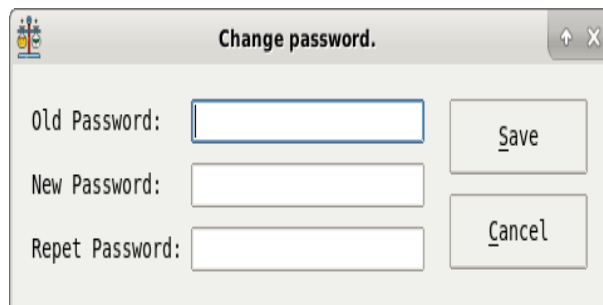 Change password.
Old Password:
Save
New Password:
Cancel
Repet Password: